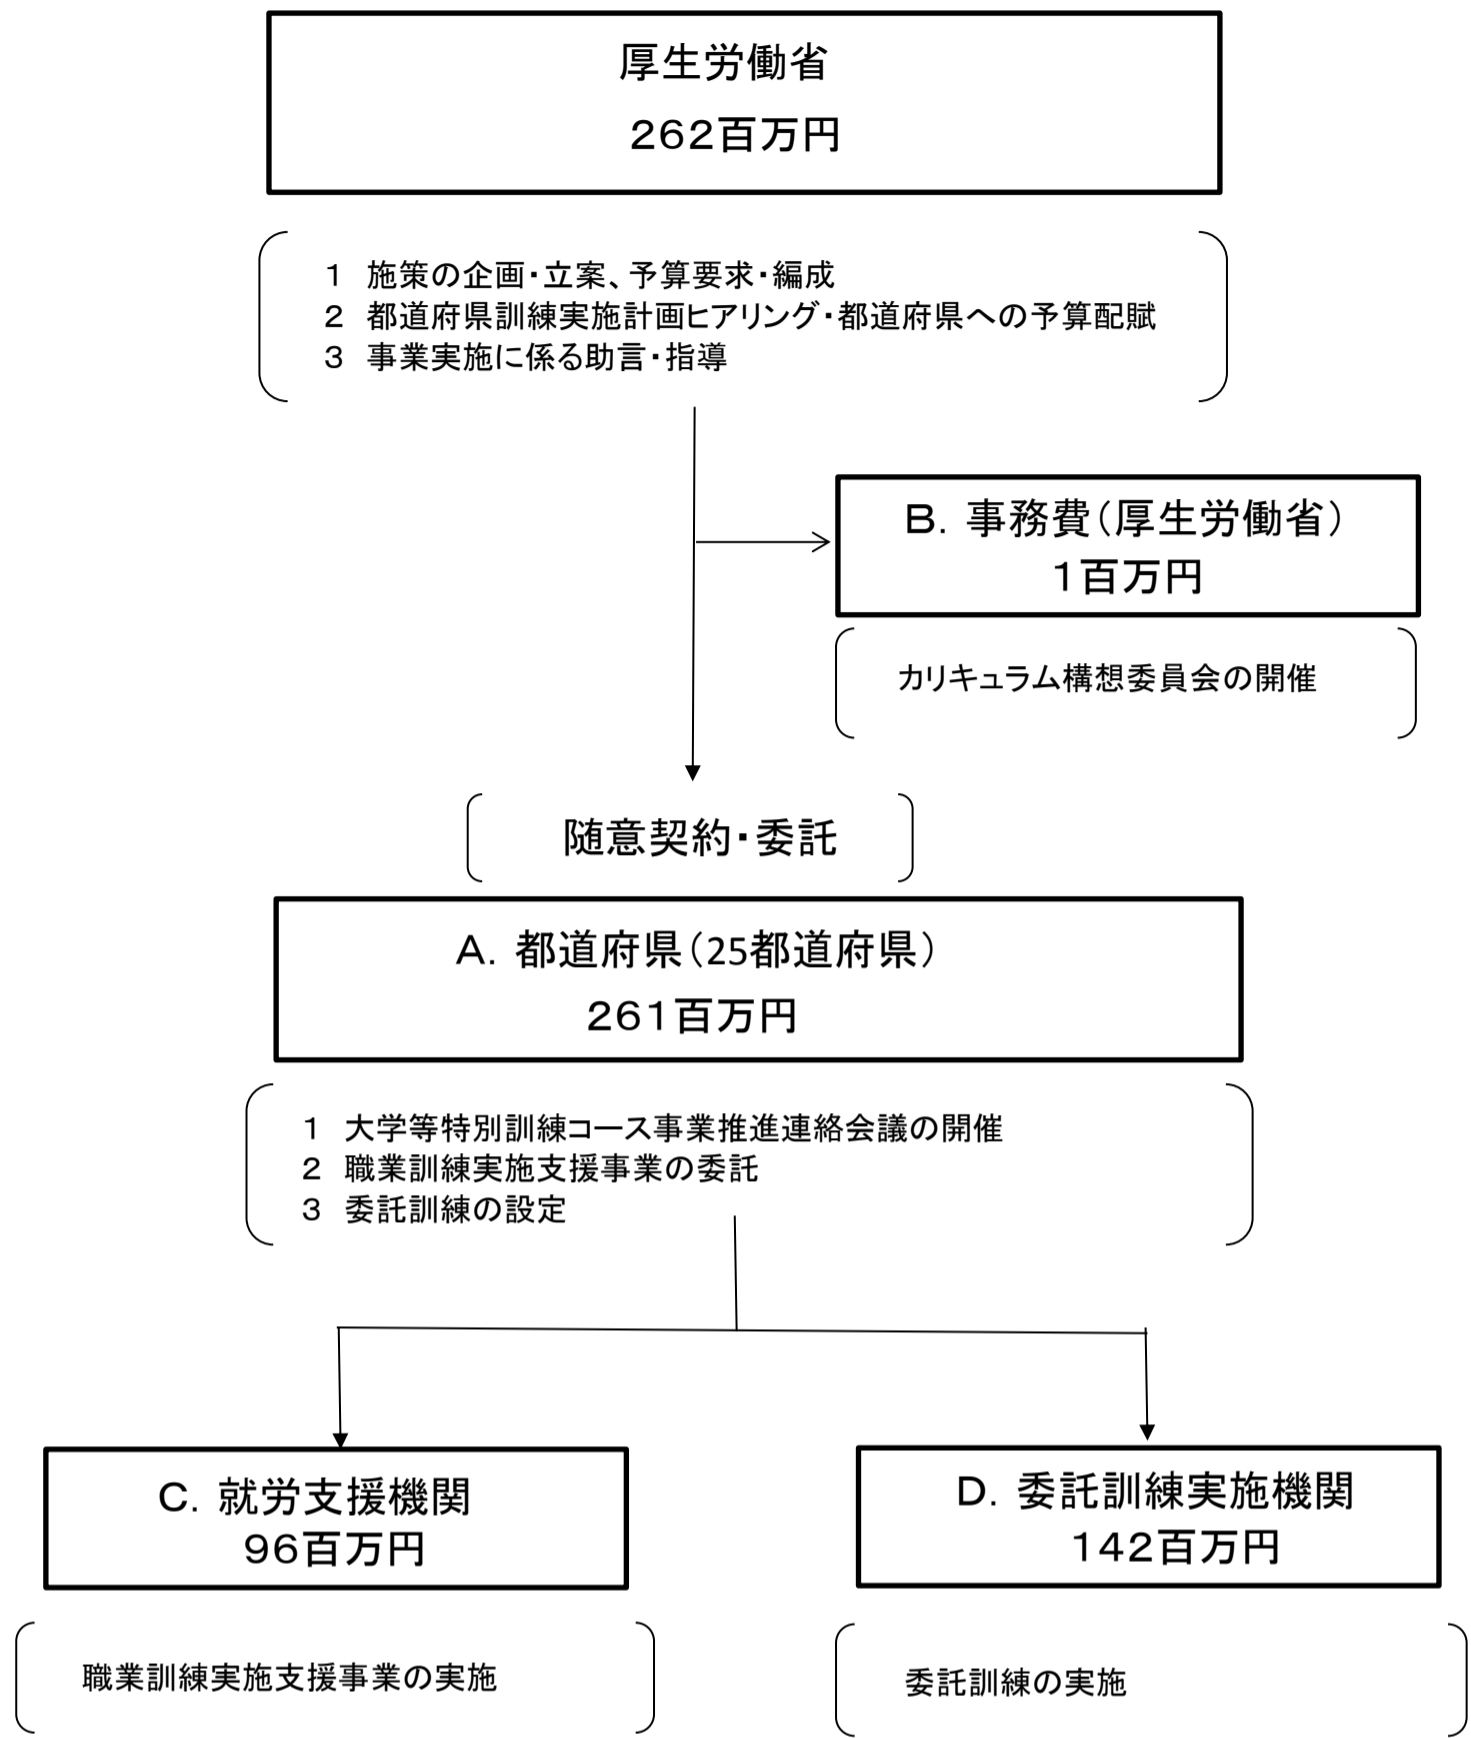 厚生労働省
262百万円
1 施策の企画・立案、予算要求・編成
2 都道府県訓練実施計画ヒアリング・都道府県への予算配賦
3 事業実施に係る助言・指導
B. 事務費(厚生労働省)
1百万円
カリキュラム構想委員会の開催
随意契約・委託
A. 都道府県(25都道府県)
261百万円
1 大学等特別訓練コース事業推進連絡会議の開催
2 職業訓練実施支援事業の委託
3 委託訓練の設定
C. 就労支援機関
96百万円
D. 委託訓練実施機関
142百万円
職業訓練実施支援事業の実施
委託訓練の実施